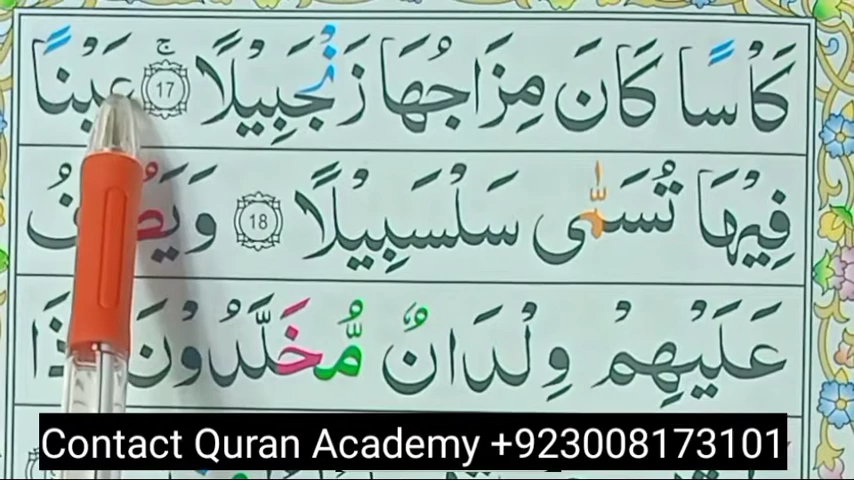 كَاْسًا كَانَ مِزَاجُهَا زَنْجَبِيْلًا ۚ 17 عَيْنًا
فِيْهَا تُسَمّٰى سَلْسَبِيْلًا 18 وَيَطُوْفُ
عَلَيْهِمْ وِلْدَانٌ مُّخَلَّدُوْنَ
Contact Quran Academy +923008173101